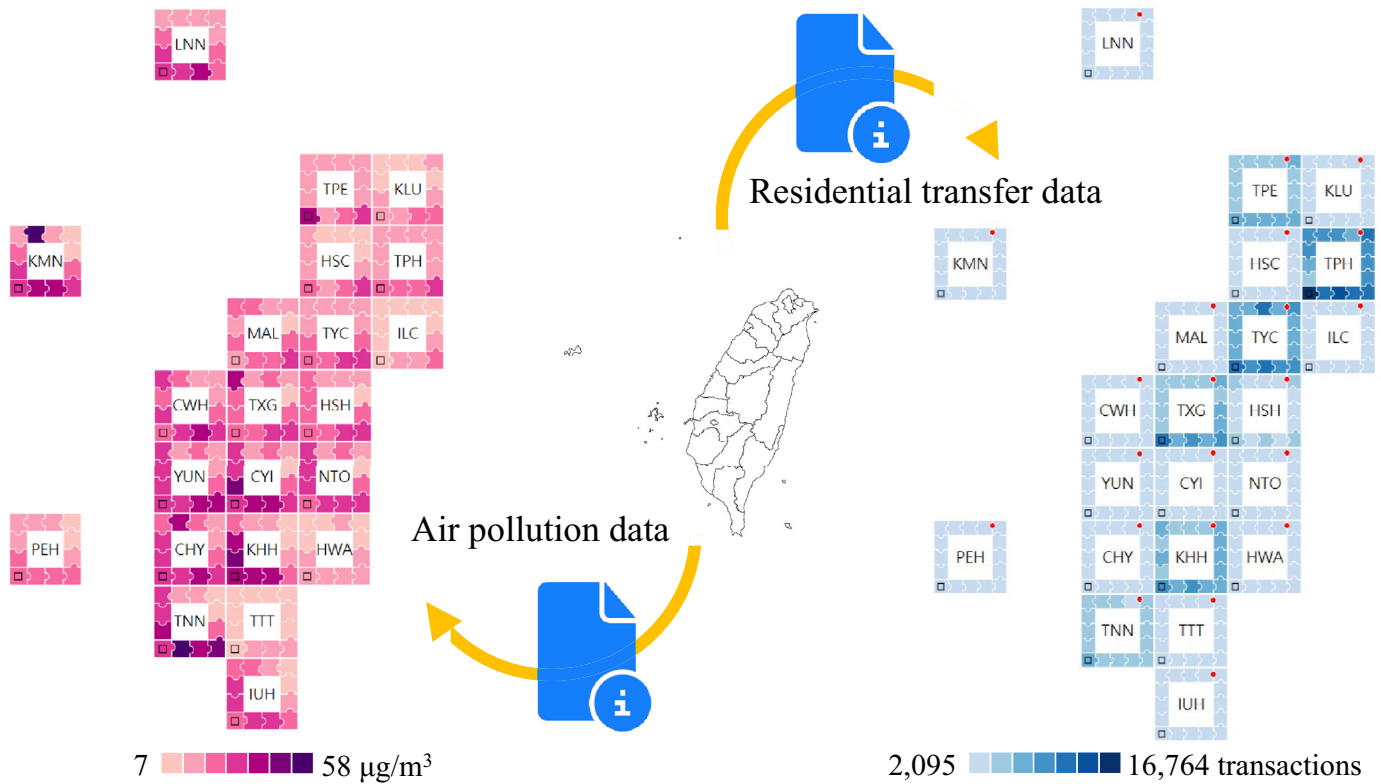 LNN
LNN
i
Residential transfer data
TPE
KLU
TPE
KLU
KMN
HSC
TPH
KMN
HSC
TPH
MAL
TYC
ILC
MAL
TYC
ILC
CWH
TXG
HSH
CWH
TXG
HSH
YUN
CYI
NTO
YUN
CYI
NTO
Air pollution data
PEH
CHY
KHH
HWA
PEH
CHY
KHH
HWA
TNN
TTT
TNN
TTT
IUH
i
IUH
7 58 μg/m³
2,095 16,764 transactions